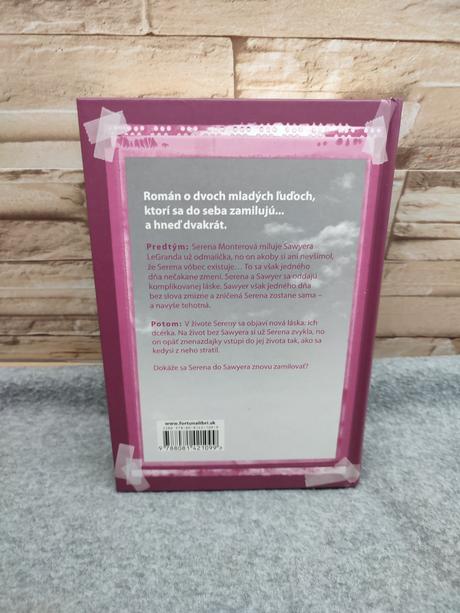 Román o dvoch mladých ľuďoch,
ktorí sa do seba zamilujú...
a hneď dvakrát.
Predtým: Serena Monterová miluje Sawyera
LeGranda už odmalička, no on akoby si ani nevšimol,
že Serena vôbec existuje... To sa však jedného
dňa nečakane zmení. Serena a Sawyer sa oddajú
komplikovanej láske. Sawyer však jedného dňa
bez slova zmizne a zničená Serena zostane sama –
a navyše tehotná.
Potom: V živote Sereny sa objaví nová láska: ich
dcérka. Na život bez Sawyera si už Serena zvykla, no
on opäť znenazdajky vstúpi do jej života tak, ako sa
kedysi z neho stratil.
Dokáže sa Serena do Sawyera znovu zamilovať?
www.fortunalibri.sk
9 788081 421099